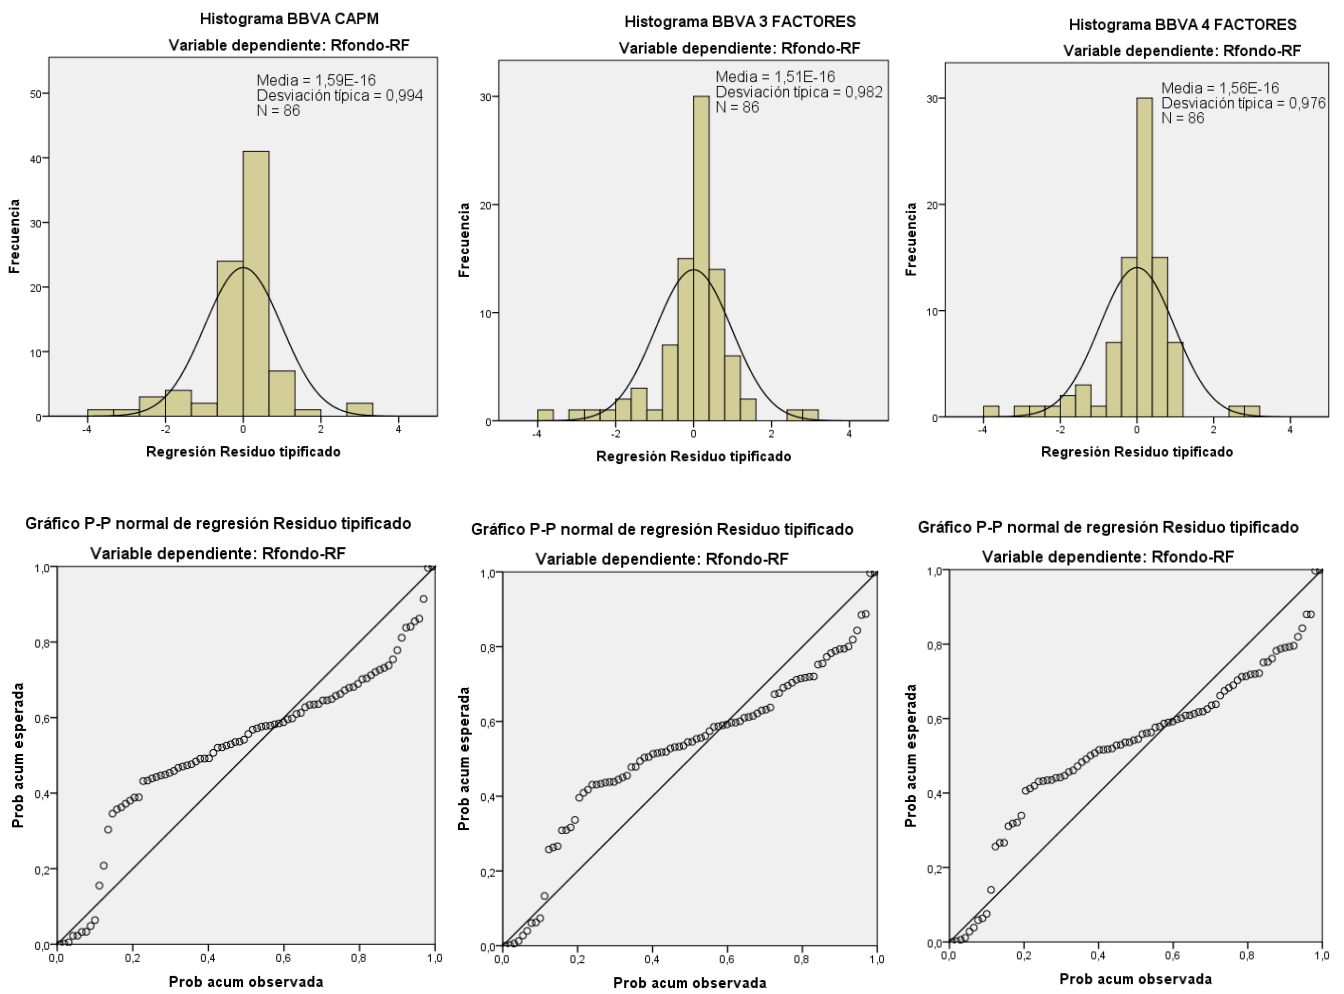 Histograma BBVA CAPM
Variable dependiente: Rfondo-RF
Media = 1,59E-16
Desviación típica = 0,994
N = 86
Frecuencia
50
40
30
20
10
0
-4
-2
0
2
4
Regresión Residuo tipificado
Histograma BBVA 3 FACTORES
Variable dependiente: Rfondo-RF
Media = 1,51E-16
Desviación típica = 0,982
N = 86
Frecuencia
30
20
10
0
-4
-2
0
2
4
Regresión Residuo tipificado
Histograma BBVA 4 FACTORES
Variable dependiente: Rfondo-RF
Media = 1,56E-16
Desviación típica = 0,976
N = 86
Frecuencia
30
20
10
0
-4
-2
0
2
4
Regresión Residuo tipificado
Gráfico P-P normal de regresión Residuo tipificado
Variable dependiente: Rfondo-RF
Prob acum esperada
1,0
0,8
0,6
0,4
0,2
0,0
0,0
0,2
0,4
0,6
0,8
1,0
Prob acum observada
Gráfico P-P normal de regresión Residuo tipificado
Variable dependiente: Rfondo-RF
Prob acum esperada
1,0
0,8
0,6
0,4
0,2
0,0
0,0
0,2
0,4
0,6
0,8
1,0
Prob acum observada
Gráfico P-P normal de regresión Residuo tipificado
Variable dependiente: Rfondo-RF
Prob acum esperada
1,0
0,8
0,6
0,4
0,2
0,0
0,0
0,2
0,4
0,6
0,8
1,0
Prob acum observada